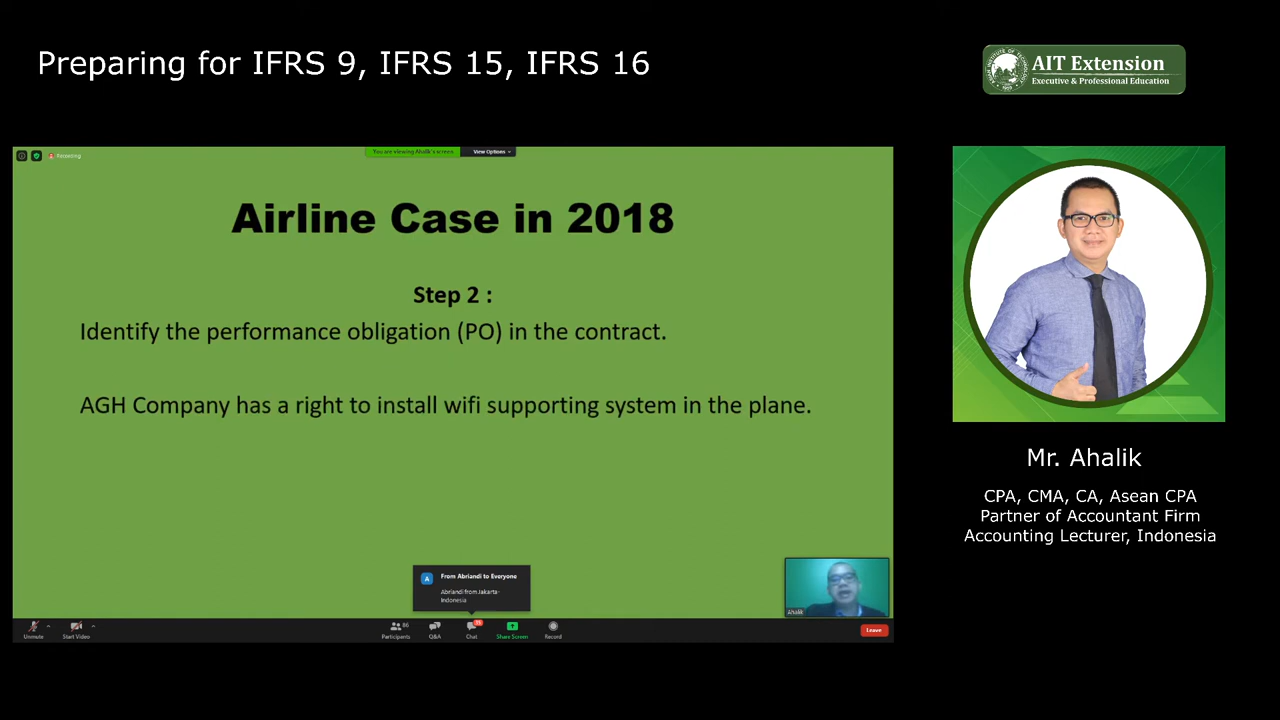 Preparing for IFRS 9, IFRS 15, IFRS 16
AIT Extension
Executive & Professional Education
Recording
You are viewing Ahalik's screen
View Options
Airline Case in 2018
Step 2 :
Identify the performance obligation (PO) in the contract.
AGH Company has a right to install wifi supporting system in the plane.
Mr. Ahalik
CPA, CMA, CA, Asean CPA
Partner of Accountant Firm
Accounting Lecturer, Indonesia
A
From Abriandi to Everyone
Abriandi from Jakarta-
Indonesia
Ahalik
Unmute
Start Video
86
Participants
Q&A
Chat
Share Screen
Record
Leave